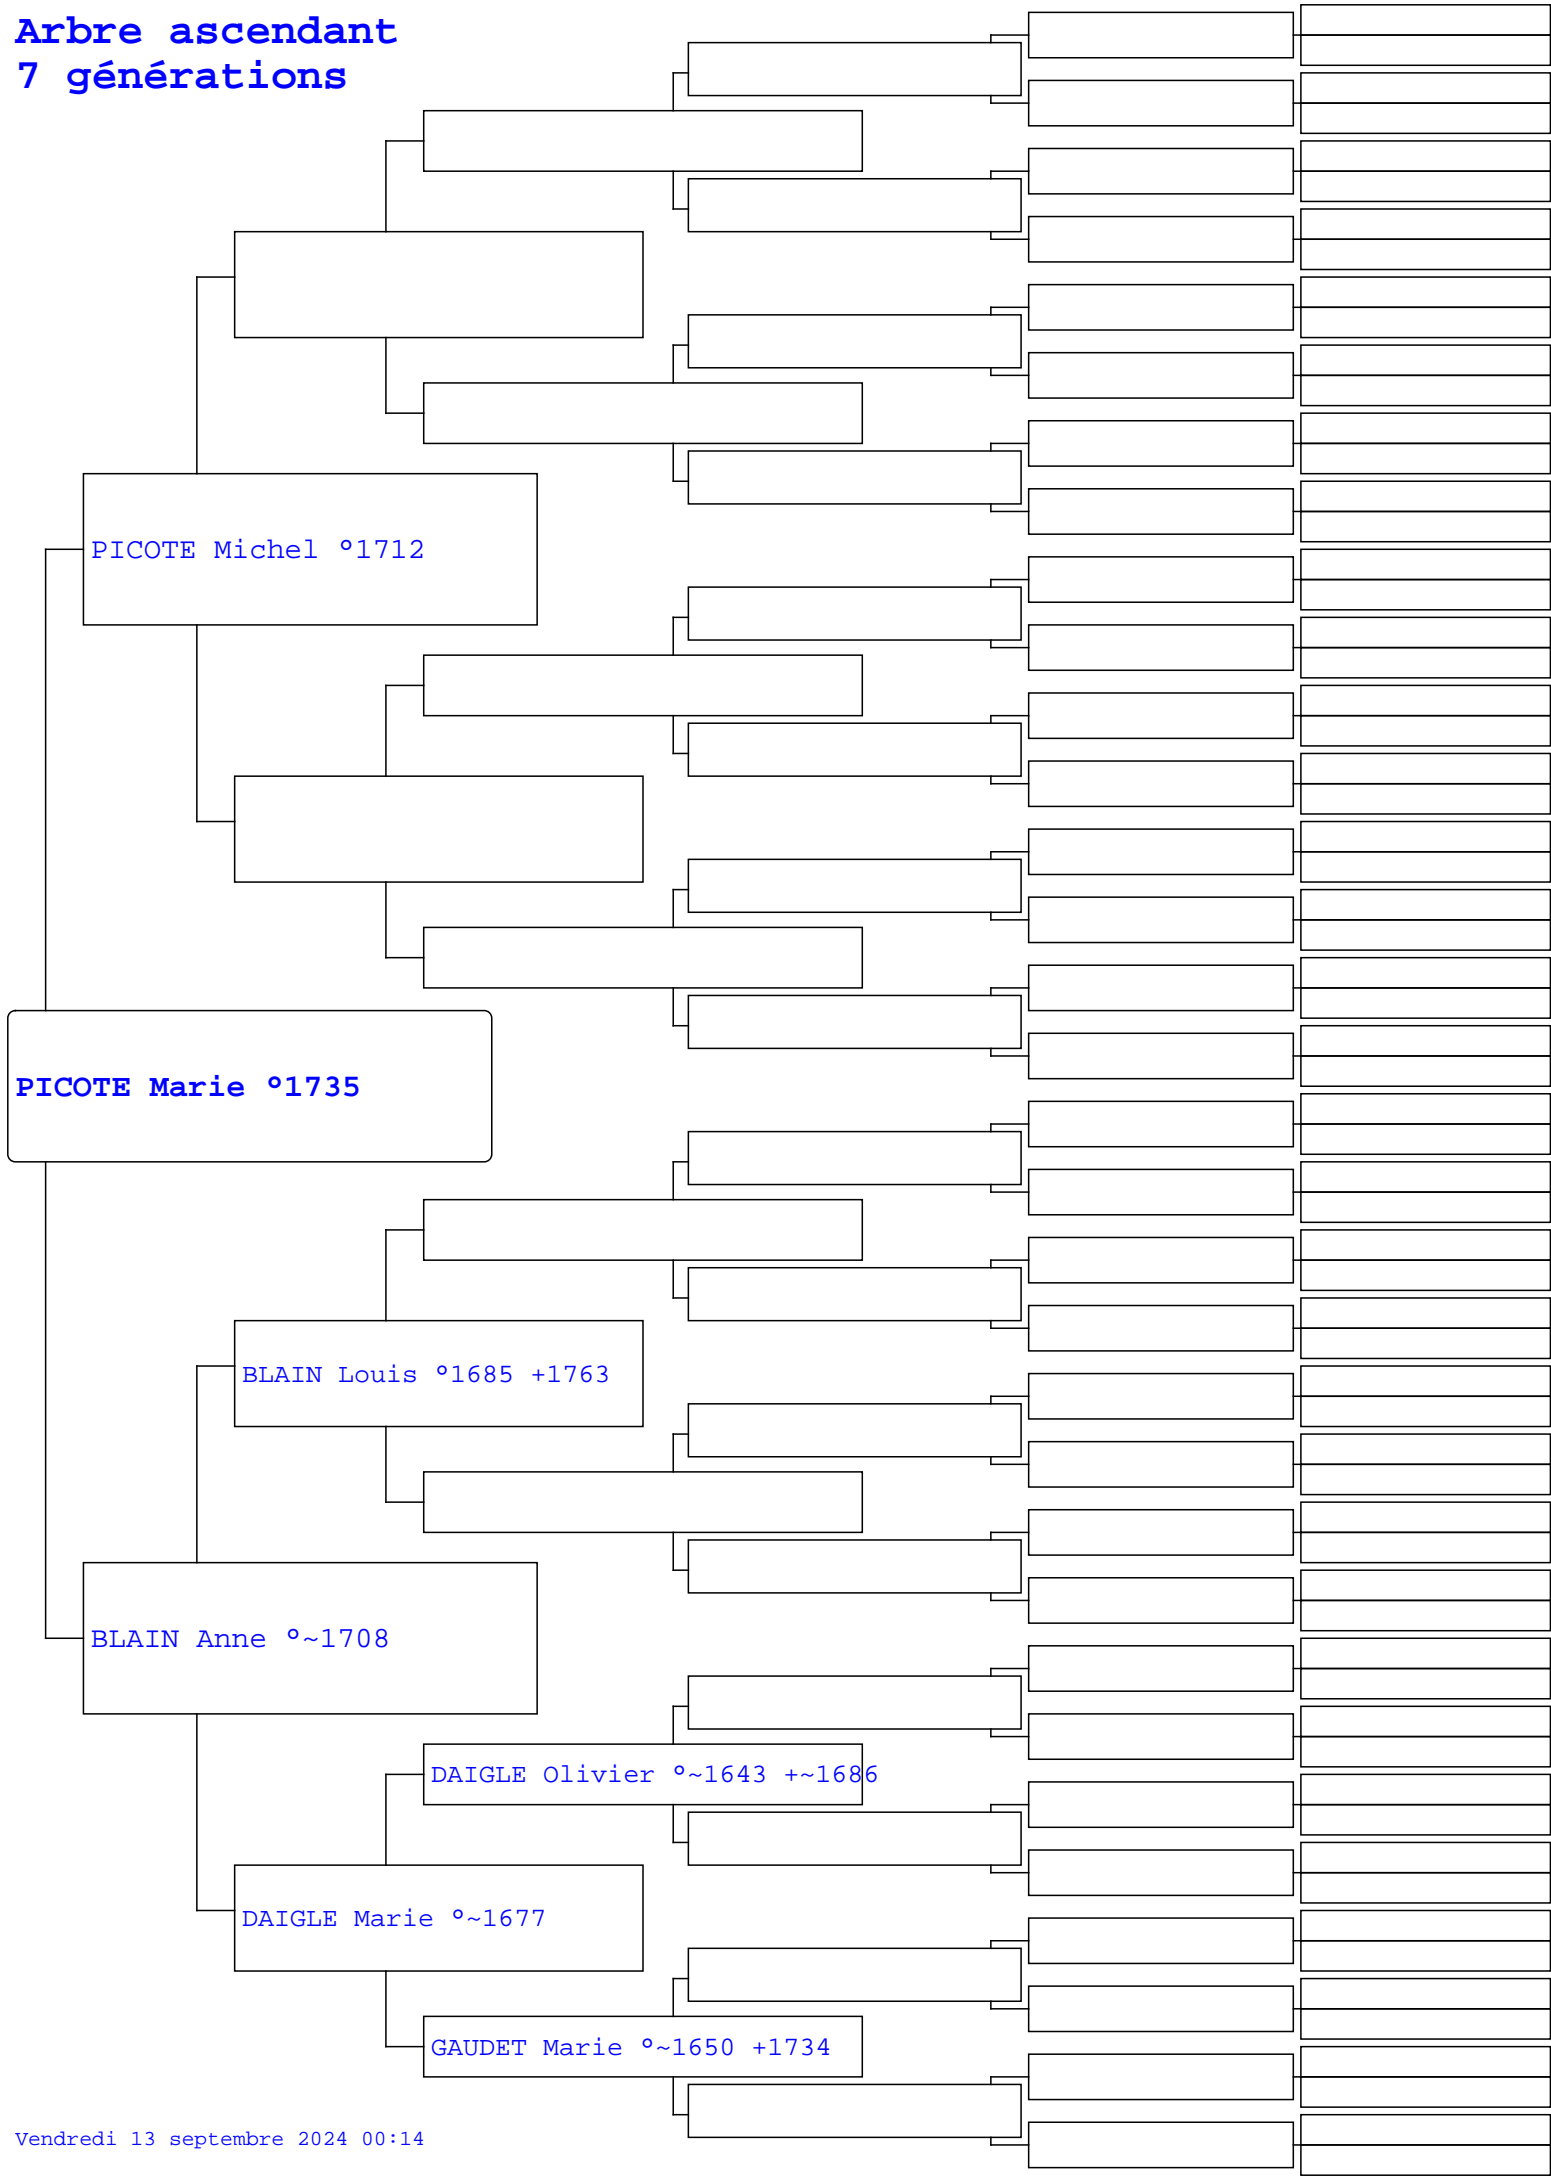 Arbre ascendant
7 générations
PICOTE Michel °1712
PICOTE Marie °1735
BLAIN Louis °1685 +1763
BLAIN Anne °~1708
DAIGLE Olivier °~1643 +~1686
DAIGLE Marie °~1677
GAUDET Marie °~1650 +1734
Vendredi 13 septembre 2024 00:14